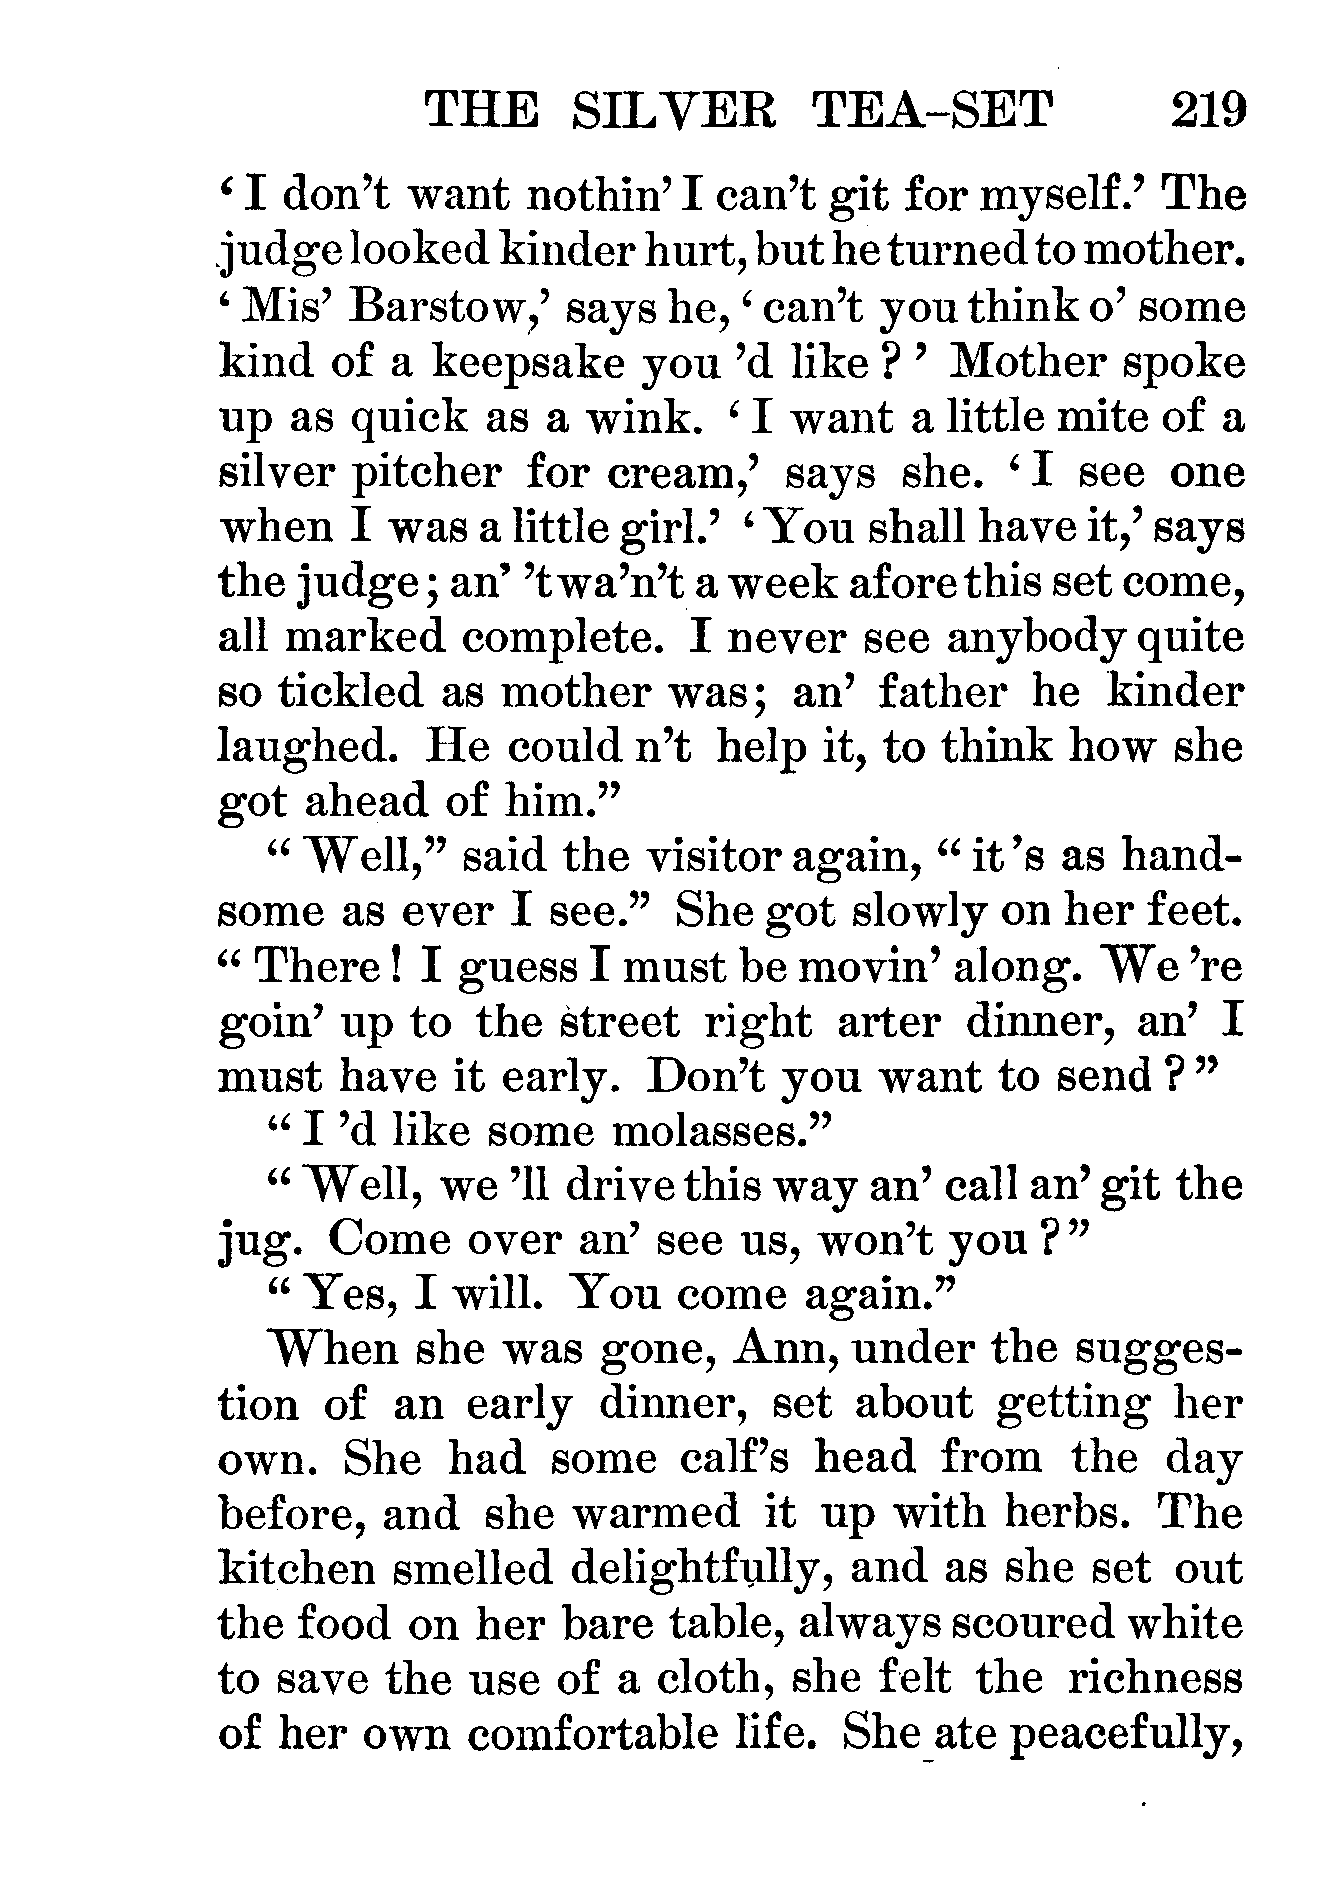 THE SILVER TEA-SET 219
‘ I don’t want nothin’ I can’t git for myself.’ The
judge looked kinder hurt, but he turned to mother.
‘ Mis’ Barstow,’ says he, ‘ can’t you think o’ some
kind of a keepsake you ’d like ? ’ Mother spoke
up as quick as a wink. ‘ I want a little mite of a
silver pitcher for cream,’ says she. ‘ I see one
when I was a little girl.’ ‘ You shall have it,’ says
the judge ; an’ ’twa’n’t a week afore this set come,
all marked complete. I never see anybody quite
so tickled as mother was ; an’ father he kinder
laughed. He could n’t help it, to think how she
got ahead of him.”
“ Well,” said the visitor again, “ it ’s as hand-
some as ever I see.” She got slowly on her feet.
“ There ! I guess I must be movin’ along. We ’re
goin’ up to the street right arter dinner, an’ I
must have it early. Don’t you want to send ? ”
“ I ’d like some molasses.”
“ Well, we ’ll drive this way an’ call an’ git the
jug. Come over an’ see us, won’t you ? ”
“ Yes, I will. You come again.”
When she was gone, Ann, under the sugges-
tion of an early dinner, set about getting her
own. She had some calf’s head from the day
before, and she warmed it up with herbs. The
kitchen smelled delightfully, and as she set out
the food on her bare table, always scoured white
to save the use of a cloth, she felt the richness
of her own comfortable life. She ate peacefully,